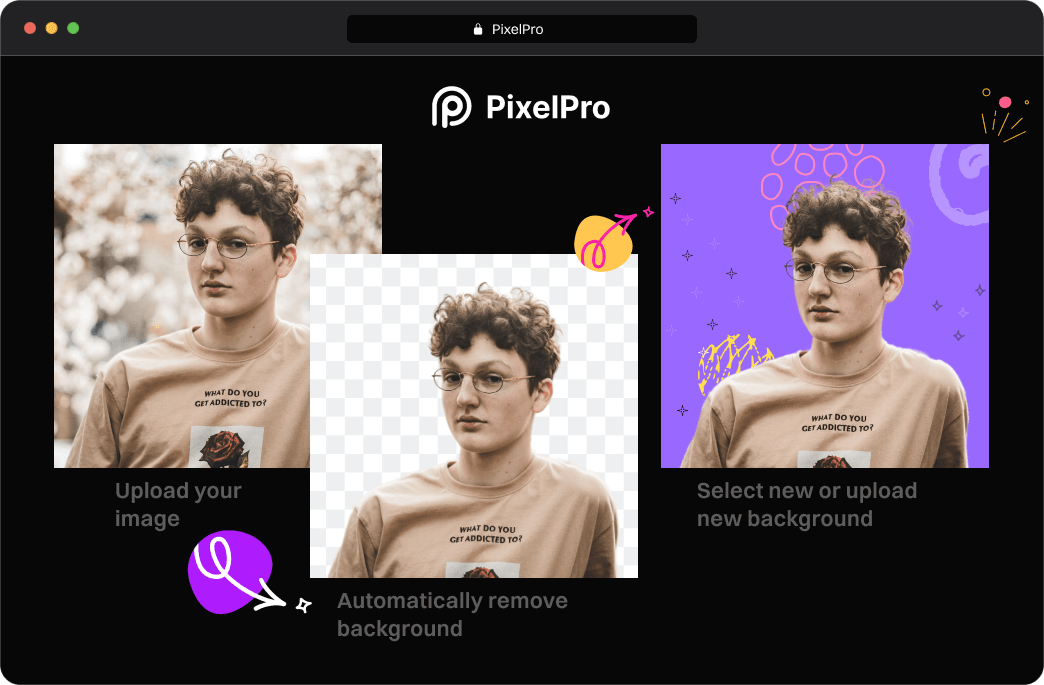 PixelPro
PixelPro
WHAT DO YOU
GET ADDICTED TO?
Upload your
image
WHAT DO YOU
GET ADDICTED TO?
Automatically remove
background
WHAT DO YOU
GET ADDICTED TO?
Select new or upload
new background